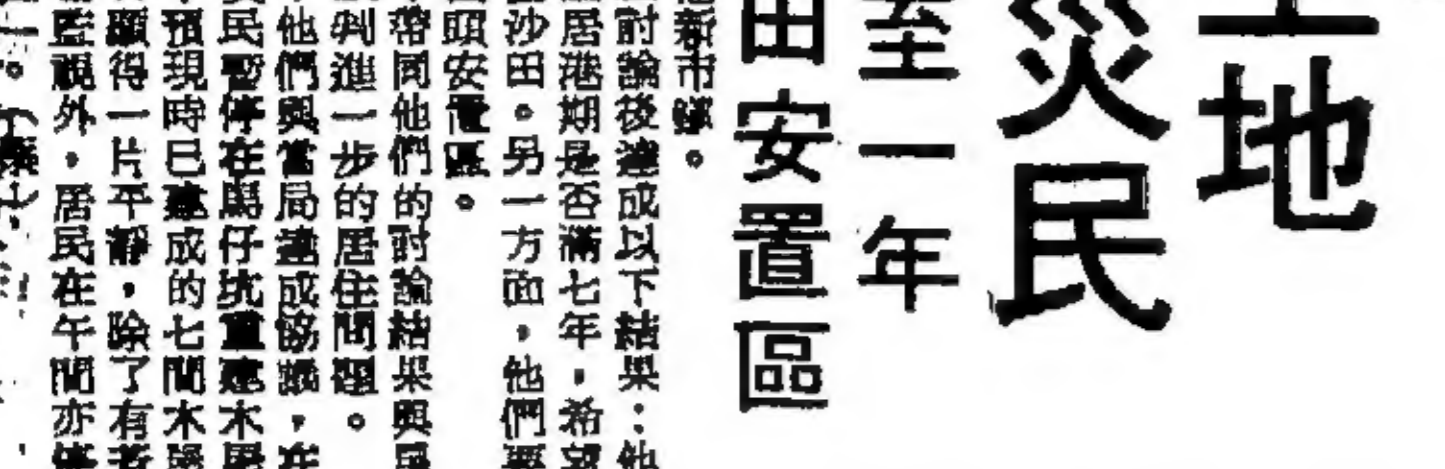 地
災民
至一年
田安置區
新市鎮。
討論後達成以下結果：他
居港期是否滿七年，希望
沙田。另一方面，他們要
頭安置區。
帶同他們的討論結果與
判進一步的居住問題。
他們與當局達成協議，在
民暫停在馬仔坑重建木屋
預現時已建成的七間木屋
顯得一片平靜，除了有
監視外，居民在午間亦